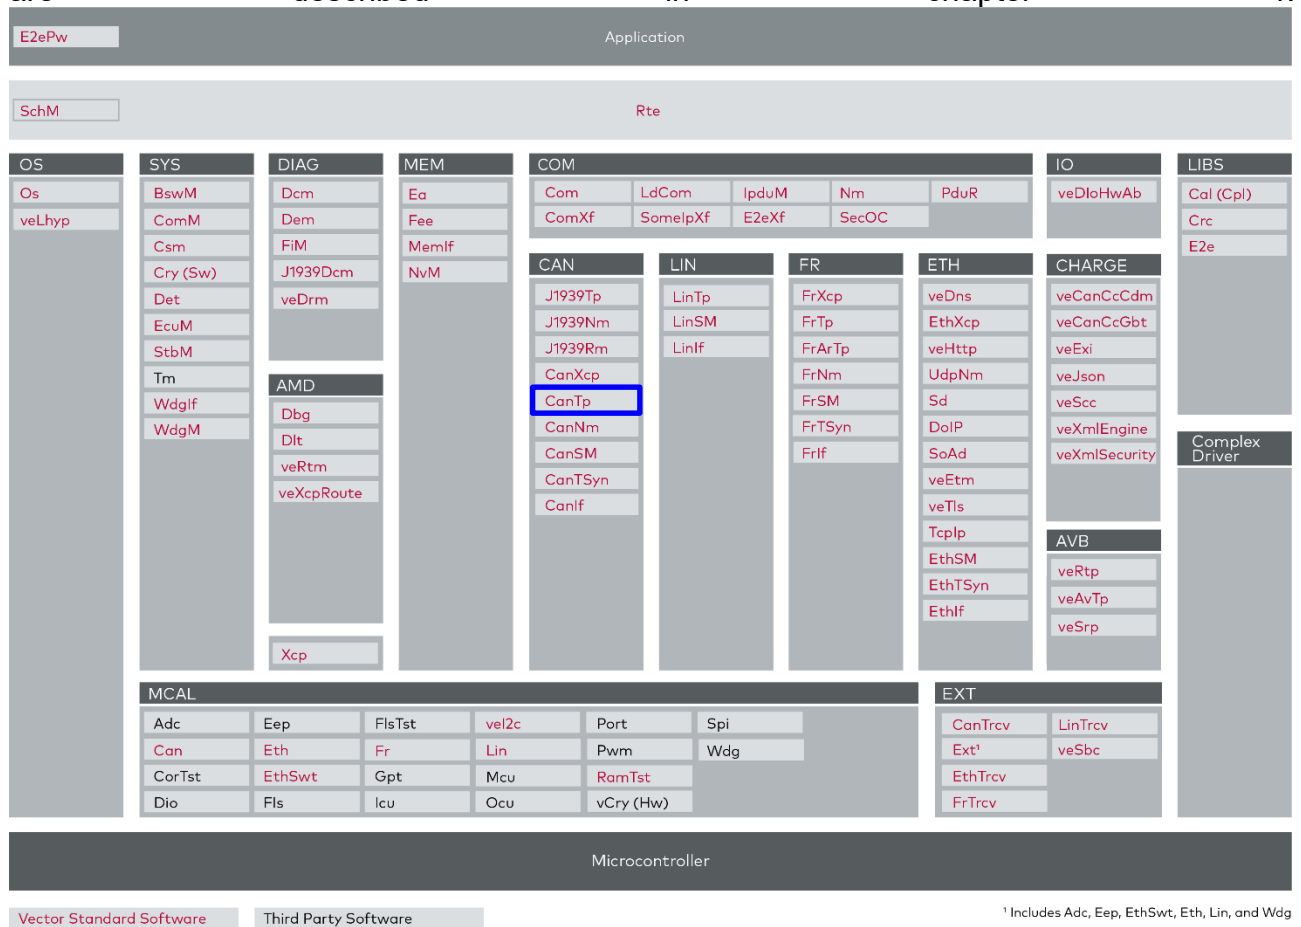 are described in chapter
E2ePw
Application
SchM
Rte
OS
Os
veLhyp
SYS
BswM
ComM
Csm
Cry (Sw)
Det
EcuM
StbM
Tm
WdgIf
WdgM
DIAG
Dcm
Dem
FiM
J1939Dcm
veDrm
AMD
Dbg
Dlt
veRtm
veXcpRoute
Xcp
MEM
Ea
Fee
MemIf
NvM
COM
Com LdCom IpduM Nm PduR
ComXf SomeIpXf E2eXf SecOC
CAN
J1939Tp
J1939Nm
J1939Rm
CanXcp
CanTp
CanNm
CanSM
CanTSyn
CanIf
LIN
LinTp
LinSM
LinIf
FR
FrXcp
FrTp
FrArTp
FrNm
FrSM
FrTSyn
FrIf
ETH
veDns
EthXcp
veHttp
UdpNm
Sd
DoIP
SoAd
veEtm
veTls
TcpIp
EthSM
EthTSyn
EthIf
IO
veDIoHwAb
CHARGE
veCanCcCdm
veCanCcGbt
veExi
veJson
veScc
veXmlEngine
veXmlSecurity
AVB
veRtp
veAvTp
veSrp
LIBS
Cal (Cpl)
Crc
E2e
Complex
Driver
MCAL
Adc Eep FlsTst veI2c Port Spi
Can Eth Fr Lin Pwm Wdg
CorTst EthSwt Gpt Mcu RamTst
Dio Fls Icu Ocu vCry (Hw)
EXT
CanTrcv LinTrcv
Ext¹ veSbc
EthTrcv
FrTrcv
Microcontroller
Vector Standard Software Third Party Software
¹ Includes Adc, Eep, EthSwt, Eth, Lin, and Wdg